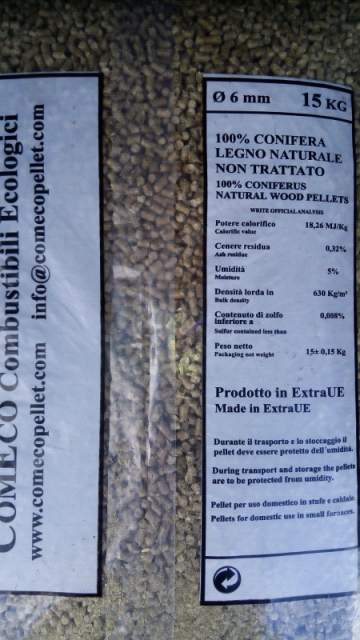 COMECO Combustibili Ecologici
www.comecopellet.com info@comecopellet.com
Ø 6 mm 15 KG
100% CONIFERA
LEGNO NATURALE
NON TRATTATO
100% CONIFERUS
NATURAL WOOD PELLETS
WRITE OFFICIAL ANALYSIS
Potere calorifico 18,26 MJ/Kg
Calorific value
Cenere residua 0,32%
Ash residue
Umidità 5%
Moisture
Densità lorda in 630 Kg/m³
Bulk density
Contenuto di zolfo 0,008%
inferiore a
Sulfur contained less than
Peso netto 15± 0,15 Kg
Packaging net weight
Prodotto in ExtraUE
Made in ExtraUE
Durante il trasporto e lo stoccaggio il
pellet deve essere protetto dell'umidità.
During transport and storage the pellets
are to be protected from umidity.
Pellet per uso domestico in stufe e caldaie.
Pellets for domestic use in small fornaces.